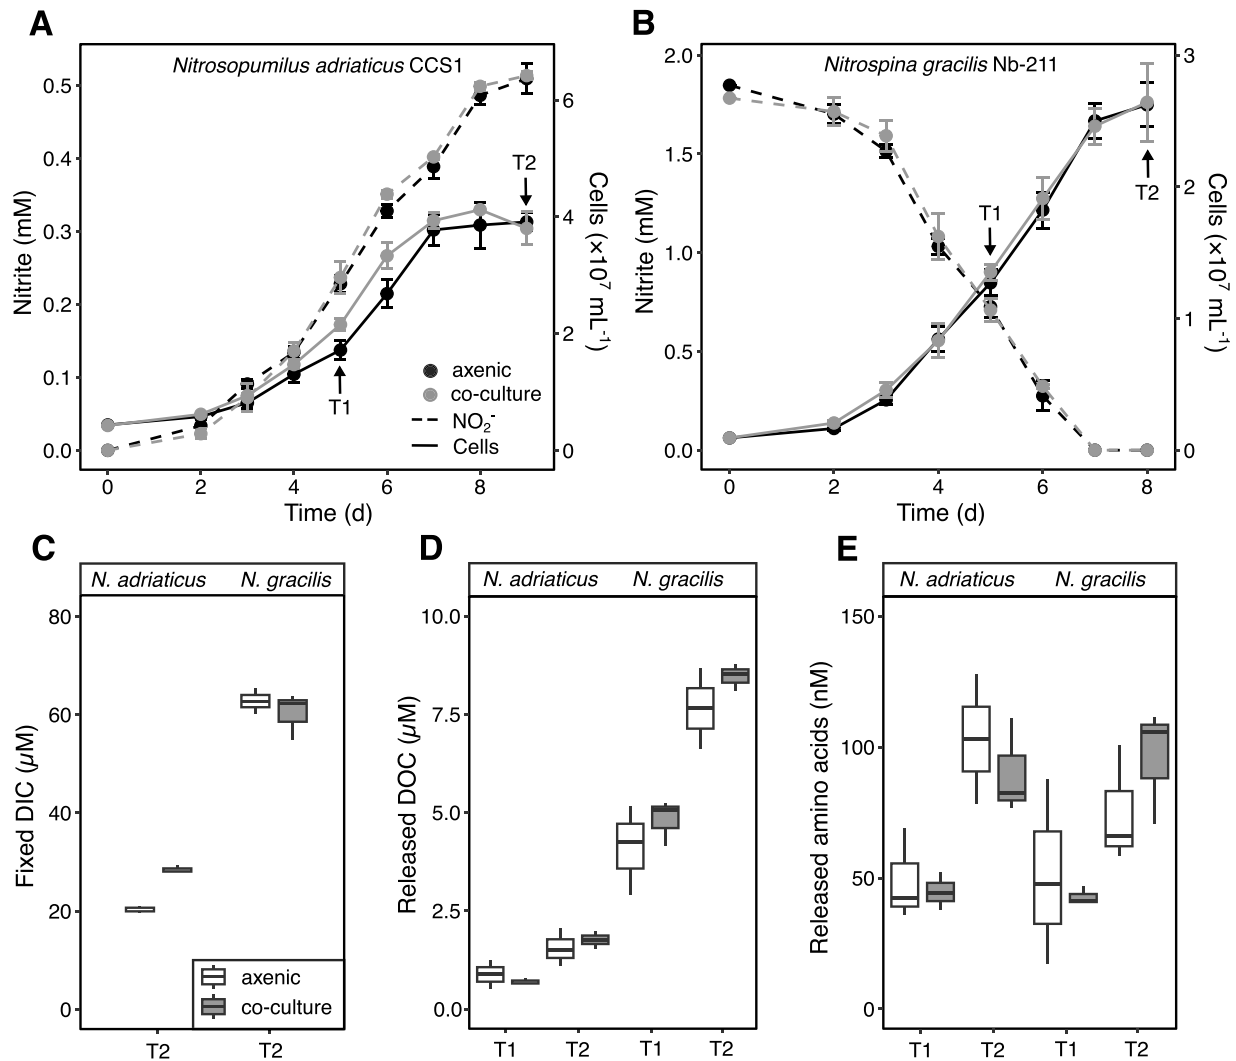 A
Nitrosopumilus adriaticus CCS1
Nitrite (mM)
0.5
0.4
0.3
0.2
0.1
0.0
6
4
2
0
Cells (×10⁷ mL⁻¹)
T2
T1
axenic
co-culture
NO₂⁻
Cells
0 2 4 6 8
Time (d)
B
Nitrospina gracilis Nb-211
Nitrite (mM)
2.0
1.5
1.0
0.5
0.0
3
2
1
0
Cells (×10⁷ mL⁻¹)
T1
T2
0 2 4 6 8
Time (d)
C
N. adriaticus N. gracilis
Fixed DIC (µM)
80
60
40
20
0
axenic
co-culture
T2 T2
D
N. adriaticus N. gracilis
Released DOC (µM)
10.0
7.5
5.0
2.5
0.0
T1 T2 T1 T2
E
N. adriaticus N. gracilis
Released amino acids (nM)
150
100
50
0
T1 T2 T1 T2